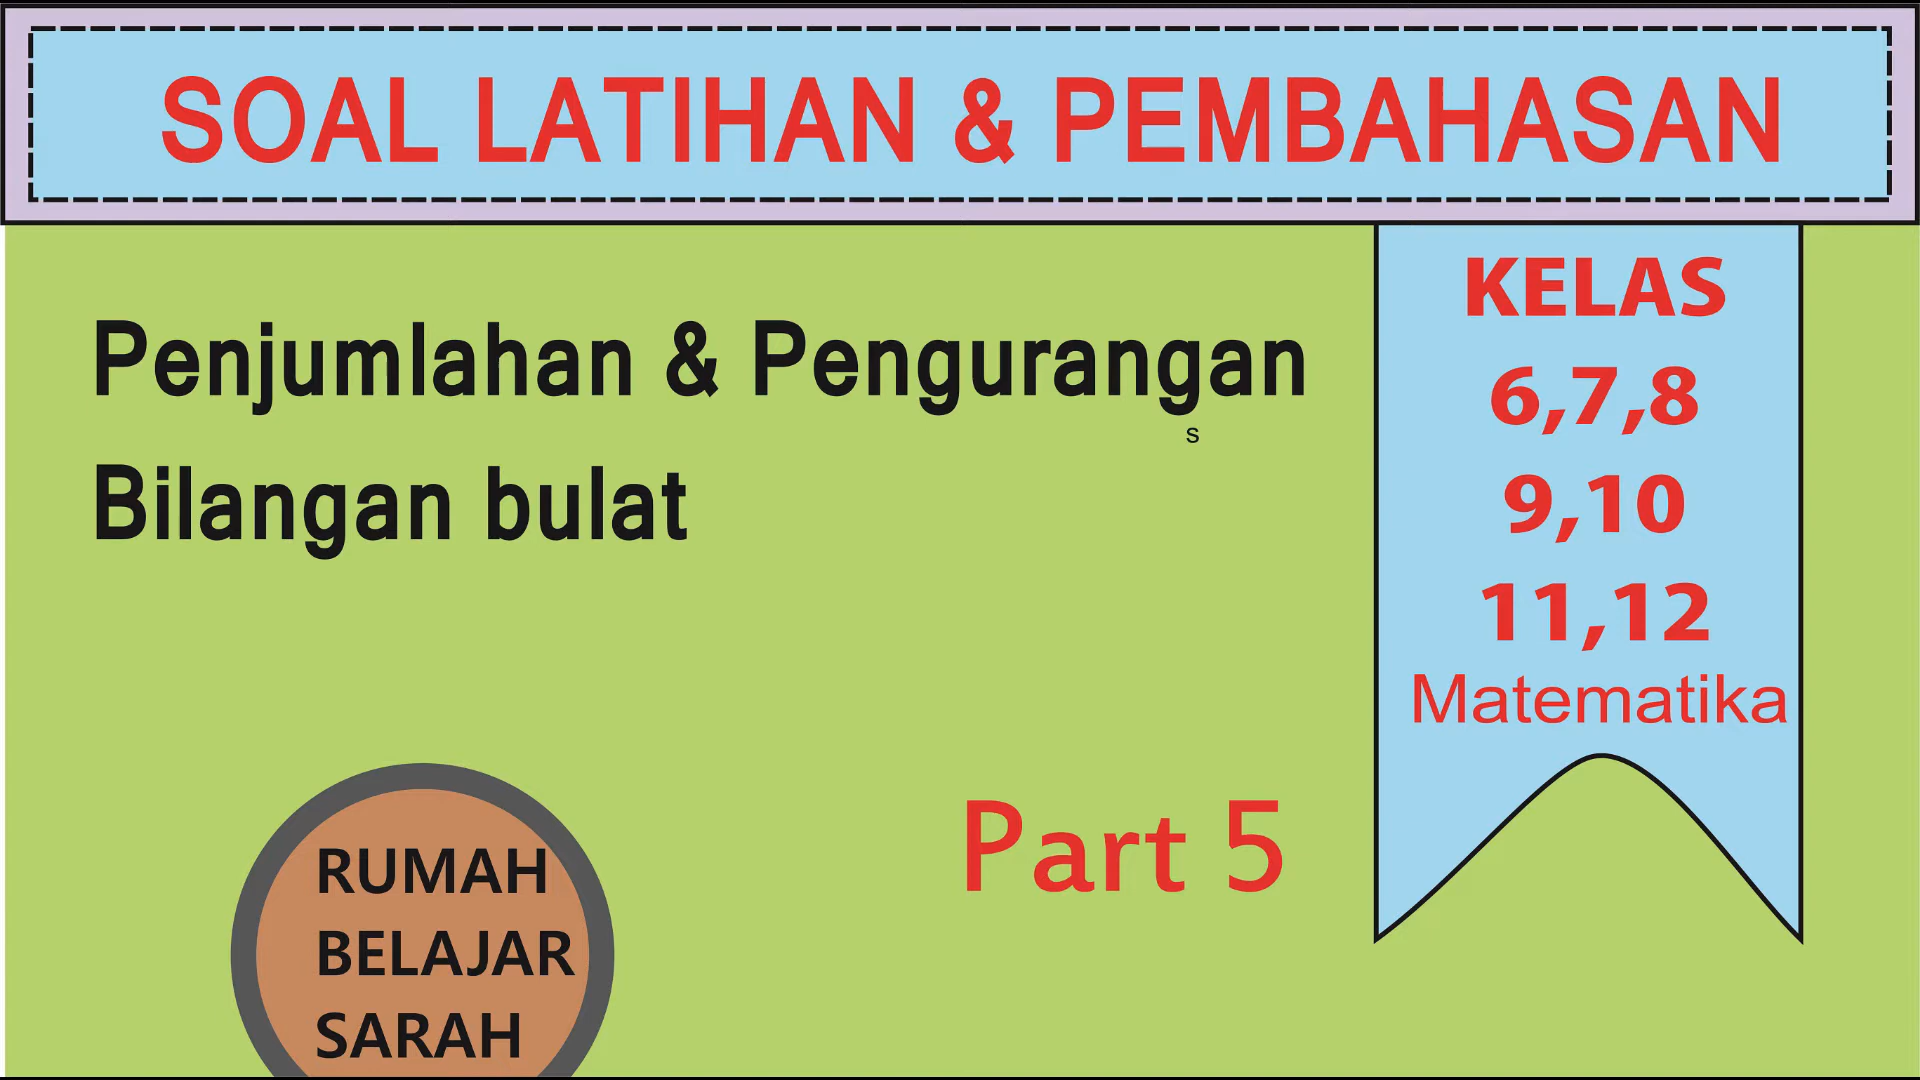 SOAL LATIHAN & PEMBAHASAN
Penjumlahan & Pengurangan
s
Bilangan bulat
KELAS
6,7,8
9,10
11,12
Matematika
Part 5
RUMAH
BELAJAR
SARAH